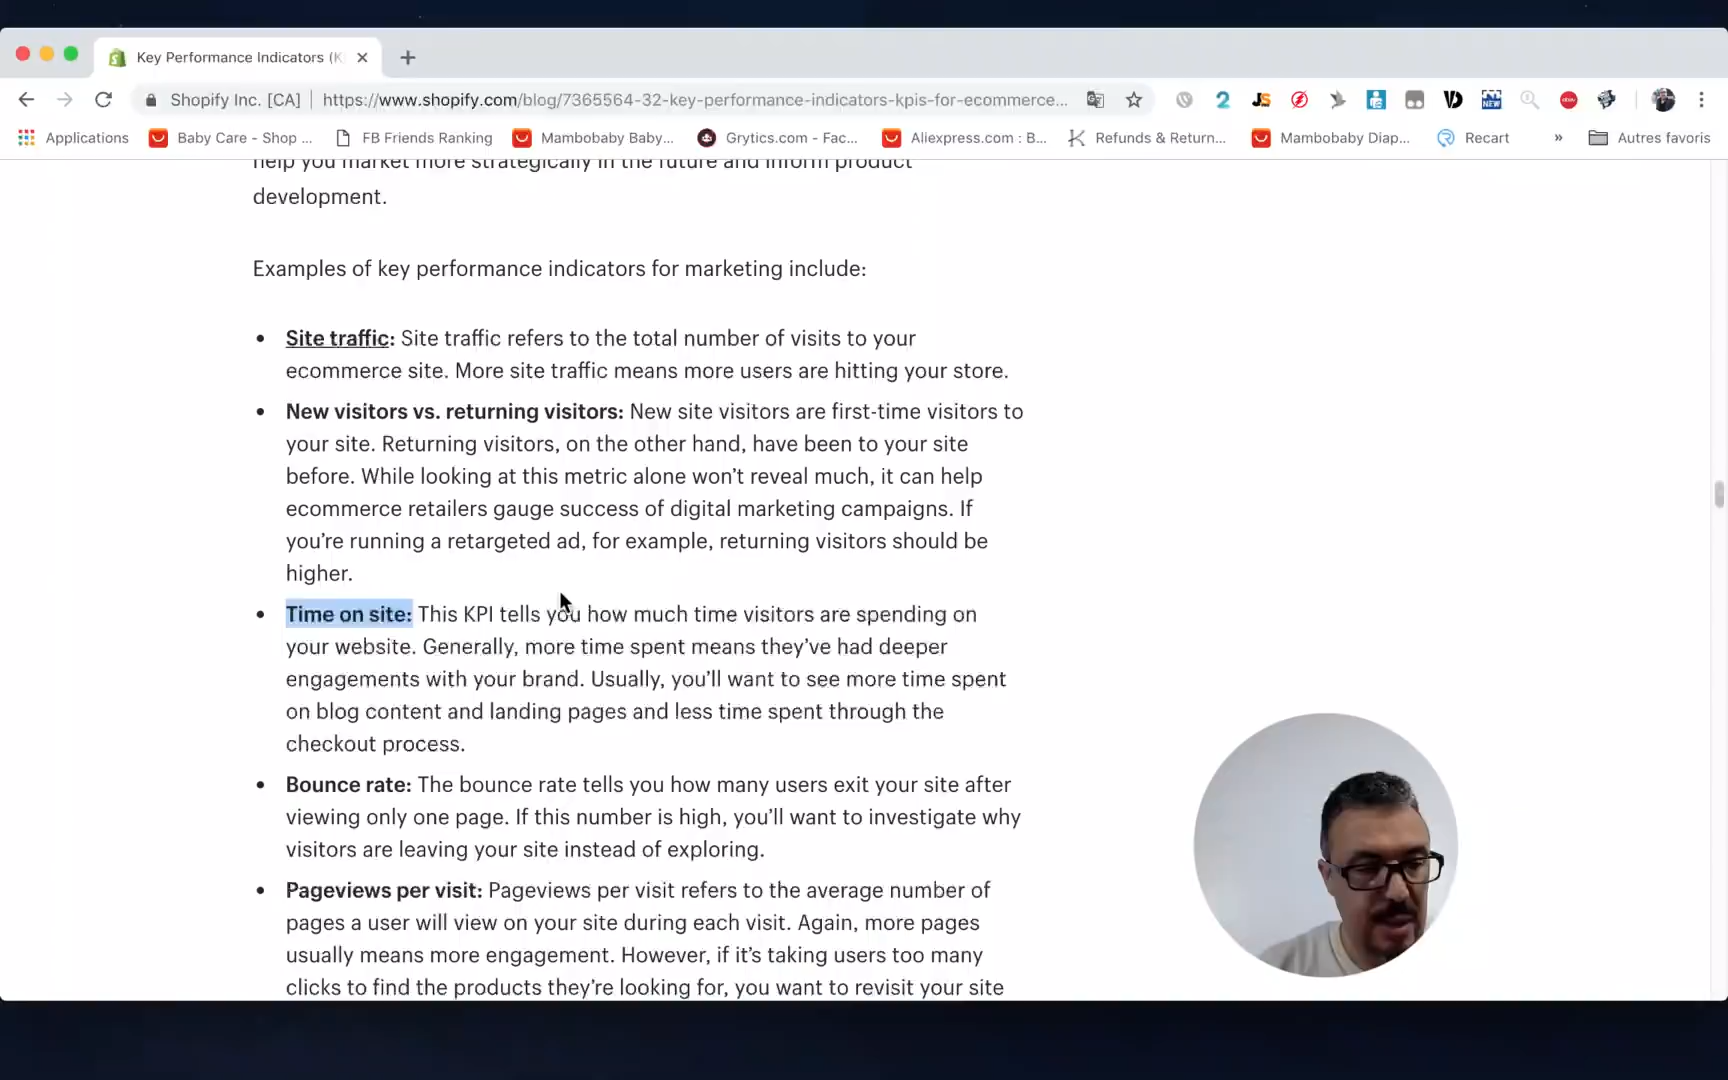 Key Performance Indicators (K
Shopify Inc. [CA] | https://www.shopify.com/blog/7365564-32-key-performance-indicators-kpis-for-ecommerce...
Applications Baby Care - Shop ... FB Friends Ranking Mambobaby Baby... Grytics.com - Fac... Aliexpress.com : B... Refunds & Return... Mambobaby Diap... Recart » Autres favoris
help you market more strategically in the future and inform product
development.
Examples of key performance indicators for marketing include:
• Site traffic: Site traffic refers to the total number of visits to your
ecommerce site. More site traffic means more users are hitting your store.
• New visitors vs. returning visitors: New site visitors are first-time visitors to
your site. Returning visitors, on the other hand, have been to your site
before. While looking at this metric alone won’t reveal much, it can help
ecommerce retailers gauge success of digital marketing campaigns. If
you’re running a retargeted ad, for example, returning visitors should be
higher.
• Time on site: This KPI tells you how much time visitors are spending on
your website. Generally, more time spent means they’ve had deeper
engagements with your brand. Usually, you’ll want to see more time spent
on blog content and landing pages and less time spent through the
checkout process.
• Bounce rate: The bounce rate tells you how many users exit your site after
viewing only one page. If this number is high, you’ll want to investigate why
visitors are leaving your site instead of exploring.
• Pageviews per visit: Pageviews per visit refers to the average number of
pages a user will view on your site during each visit. Again, more pages
usually means more engagement. However, if it’s taking users too many
clicks to find the products they’re looking for, you want to revisit your site